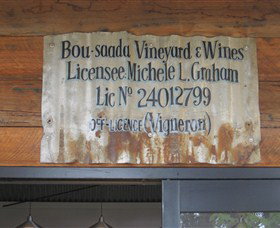 Bou-saada Vineyard & Wines
Licensee Michele L. Graham
Lic No 24012799
OFF-LICENCE (Vigneron)